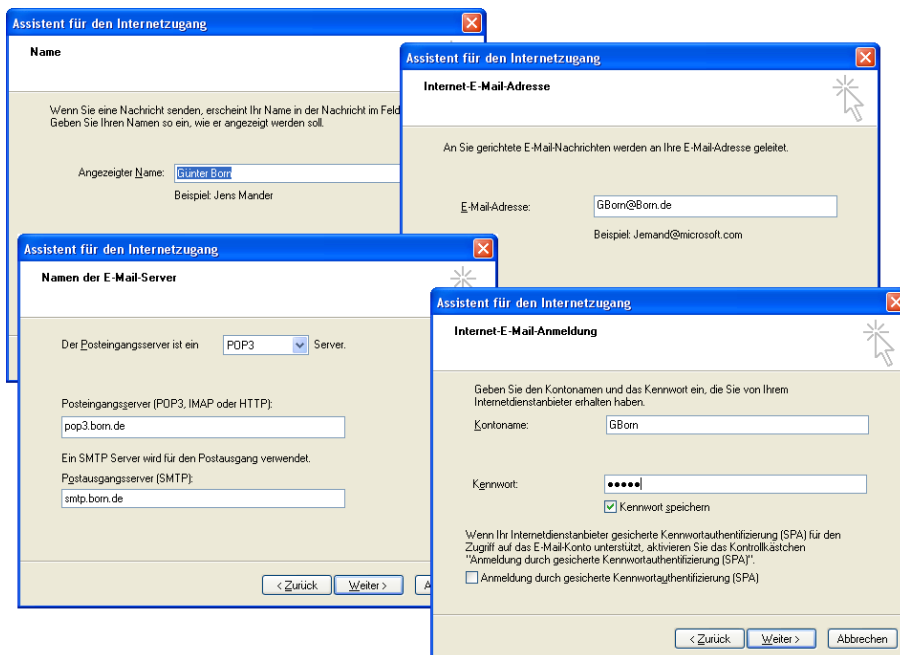 Assistent für den Internetzugang
Name
Wenn Sie eine Nachricht senden, erscheint Ihr Name in der Nachricht im Feld
Geben Sie Ihren Namen so ein, wie er angezeigt werden soll.
Angezeigter Name: Günter Born
Beispiel: Jens Mander
Assistent für den Internetzugang
Internet-E-Mail-Adresse
An Sie gerichtete E-Mail-Nachrichten werden an Ihre E-Mail-Adresse geleitet.
E-Mail-Adresse: GBorn@Born.de
Beispiel: Jemand@microsoft.com
Assistent für den Internetzugang
Namen der E-Mail-Server
Der Posteingangsserver ist ein POP3 Server.
Posteingangsserver (POP3, IMAP oder HTTP):
pop3.born.de
Ein SMTP Server wird für den Postausgang verwendet.
Postausgangsserver (SMTP):
smtp.born.de
< Zurück Weiter >
Assistent für den Internetzugang
Internet-E-Mail-Anmeldung
Geben Sie den Kontonamen und das Kennwort ein, die Sie von Ihrem
Internetdienstanbieter erhalten haben.
Kontoname: GBorn
Kennwort: •••••
Kennwort speichern
Wenn Ihr Internetdienstanbieter gesicherte Kennwortauthentifizierung (SPA) für den
Zugriff auf das E-Mail-Konto unterstützt, aktivieren Sie das Kontrollkästchen
"Anmeldung durch gesicherte Kennwortauthentifizierung (SPA)".
Anmeldung durch gesicherte Kennwortauthentifizierung (SPA)
< Zurück Weiter > Abbrechen